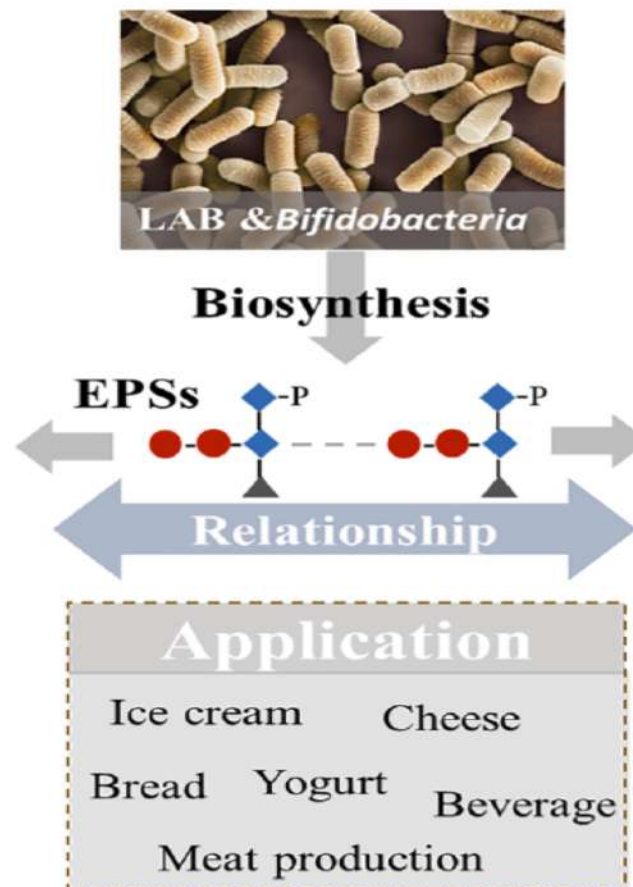 LAB &Bifidobacteria
Biosynthesis
EPSs
-P
-P
Relationship
Application
Ice cream
Cheese
Bread
Yogurt
Beverage
Meat production